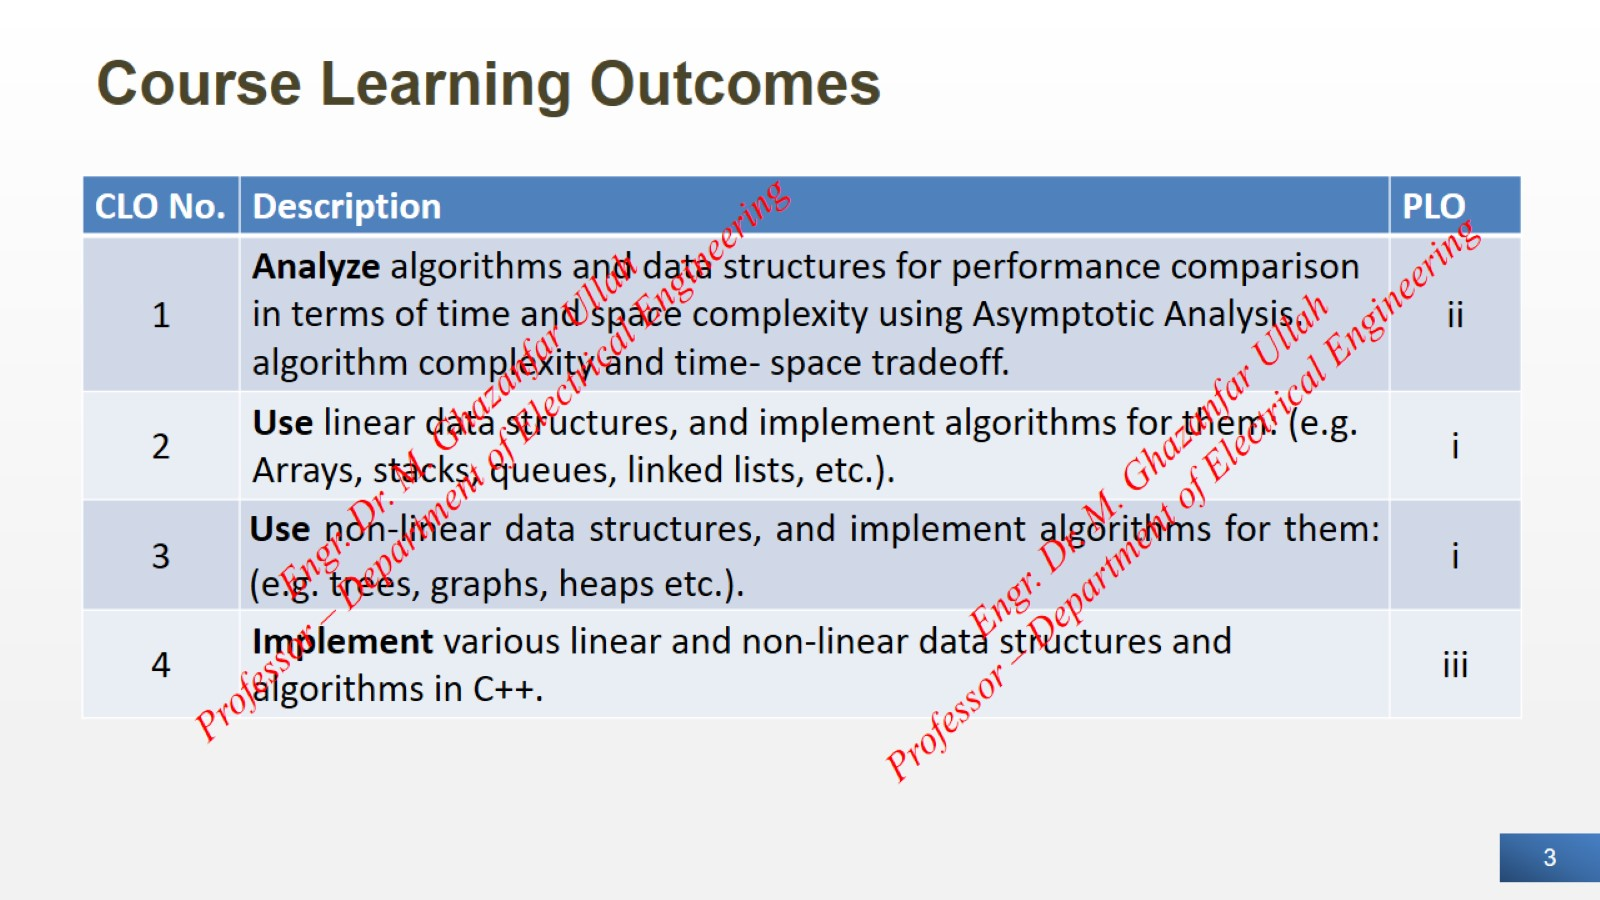 Course Learning Outcomes
CLO No. Description PLO
1
Analyze algorithms and data structures for performance comparison
in terms of time and space complexity using Asymptotic Analysis,
algorithm complexity and time- space tradeoff.
ii
2
Use linear data structures, and implement algorithms for them: (e.g.
Arrays, stacks, queues, linked lists, etc.).
i
3
Use non-linear data structures, and implement algorithms for them:
(e.g. trees, graphs, heaps etc.).
i
4
Implement various linear and non-linear data structures and
algorithms in C++.
iii
Engr. Dr. M. Ghazanfar Ullah
Professor – Department of Electrical Engineering
Engr. Dr. M. Ghazanfar Ullah
Professor – Department of Electrical Engineering
3